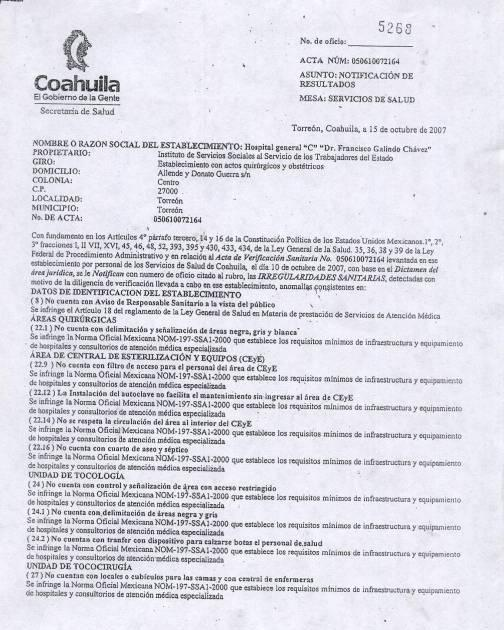 5268
No. de oficio:
ACTA NÚM: 050610072164
ASUNTO: NOTIFICACIÓN DE
RESULTADOS
MESA: SERVICIOS DE SALUD
Coahuila
El Gobierno de la Gente
Secretaría de Salud
Torreón, Coahuila, a 15 de octubre de 2007
NOMBRE O RAZON SOCIAL DEL ESTABLECIMIENTO: Hospital general "C" "Dr. Francisco Galindo Chávez"
PROPIETARIO: Instituto de Servicios Sociales al Servicio de los Trabajadores del Estado
GIRO: Establecimiento con actos quirúrgicos y obstétricos
DOMICILIO: Allende y Donato Guerra s/n
COLONIA: Centro
C.P. 27000
LOCALIDAD: Torreón
MUNICIPIO: Torreón
No. DE ACTA: 050610072164
Con fundamento en los Artículos 4º párrafo tercero, 14 y 16 de la Constitución Política de los Estados Unidos Mexicanos.1º, 2º,
3º fracciones I, II VII, XVI, 45, 46, 48, 52, 393, 395 y 430, 433, 434, de la Ley General de la Salud. 35, 36, 38 y 39 de la Ley
Federal de Procedimiento Administrativo y en relación al Acta de Verificación Sanitaria No. 050610072164 levantada en ese
establecimiento por personal de los Servicios de Salud de Coahuila, el día 10 de octubre de 2007, con base en el Dictamen del
área jurídica, se le Notifican con numero de oficio citado al rubro, las IRREGULARIDADES SANITARIAS, detectadas con
motivo de la diligencia de verificación llevada a cabo en ese establecimiento, anomalías consistentes en:
DATOS DE IDENTIFICACION DEL ESTABLECIMIENTO
( 8 ) No cuenta con Aviso de Responsable Sanitario a la vista del público
Se infringe el Artículo 18 del reglamento de la Ley General de Salud en Materia de prestación de Servicios de Atención Médica
ÁREAS QUIRÚRGICAS
( 22.1 ) No cuenta con delimitación y señalización de áreas negra, gris y blanca
Se infringe la Norma Oficial Mexicana NOM-197-SSA1-2000 que establece los requisitos mínimos de infraestructura y equipamiento
de hospitales y consultorios de atención médica especializada
ÁREA DE CENTRAL DE ESTERILIZACIÓN Y EQUIPOS (CEyE)
( 22.9 ) No cuenta con filtro de acceso para el personal del área de CEyE
Se infringe la Norma Oficial Mexicana NOM-197-SSA1-2000 que establece los requisitos mínimos de infraestructura y equipamiento
de hospitales y consultorios de atención médica especializada
( 22.12 ) La Instalación del autoclave no facilita el mantenimiento sin ingresar al área de CEyE
Se infringe la Norma Oficial Mexicana NOM-197-SSA1-2000 que establece los requisitos mínimos de infraestructura y equipamiento
de hospitales y consultorios de atención médica especializada
( 22.14 ) No se respeta la circulación del área al interior del CEyE
Se infringe la Norma Oficial Mexicana NOM-197-SSA1-2000 que establece los requisitos mínimos de infraestructura y equipamiento
de hospitales y consultorios de atención médica especializada
( 22.16 ) No cuenta con cuarto de aseo y séptico
Se infringe la Norma Oficial Mexicana NOM-197-SSA1-2000 que establece los requisitos mínimos de infraestructura y equipamiento
de hospitales y consultorios de atención médica especializada
UNIDAD DE TOCOLOGÍA
( 24 ) No cuenta con control y señalización de área con acceso restringido
Se infringe la Norma Oficial Mexicana NOM-197-SSA1-2000 que establece los requisitos mínimos de infraestructura y equipamiento
de hospitales y consultorios de atención médica especializada
( 24.1 ) No cuenta con delimitación de áreas negra y gris
Se infringe la Norma Oficial Mexicana NOM-197-SSA1-2000 que establece los requisitos mínimos de infraestructura y equipamiento
de hospitales y consultorios de atención médica especializada
( 24.2 ) No cuentan con tranfer con dispositivo para calzarse botas el personal de salud
Se infringe la Norma Oficial Mexicana NOM-197-SSA1-2000 que establece los requisitos mínimos de infraestructura y equipamiento
de hospitales y consultorios de atención médica especializada
UNIDAD DE TOCOCIRUGÍA
( 27 ) No cuentan con locales o cubículos para las camas y con central de enfermeras
Se infringe la Norma Oficial Mexicana NOM-197-SSA1-2000 que establece los requisitos mínimos de infraestructura y equipamiento
de hospitales y consultorios de atención médica especializada